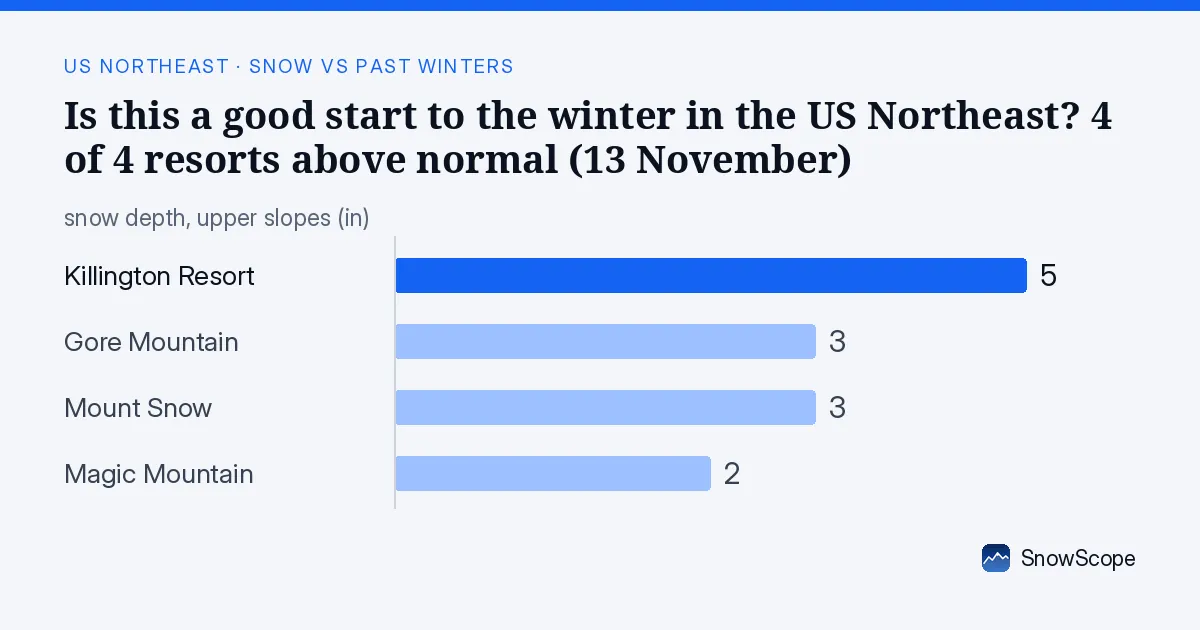 US NORTHEAST · SNOW VS PAST WINTERS
Is this a good start to the winter in the US Northeast? 4
of 4 resorts above normal (13 November)
snow depth, upper slopes (in)
Killington Resort 5
Gore Mountain 3
Mount Snow 3
Magic Mountain 2
SnowScope